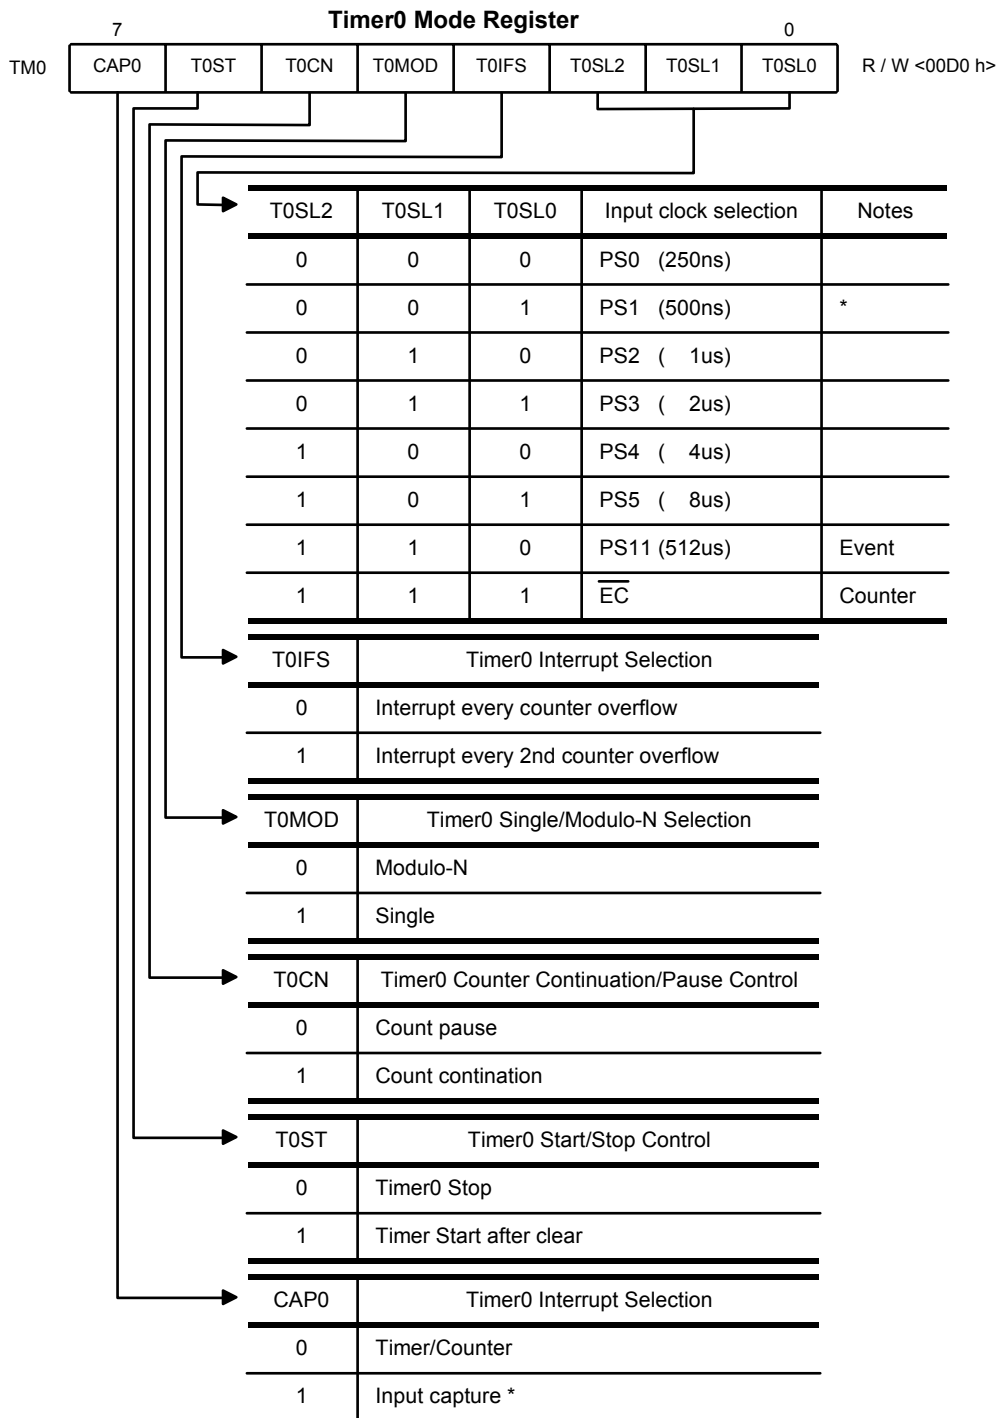 Timer0 Mode Register
7 0
TM0 CAP0 T0ST T0CN T0MOD T0IFS T0SL2 T0SL1 T0SL0 R / W <00D0 h>
T0SL2 T0SL1 T0SL0 Input clock selection Notes
0 0 0 PS0 (250ns)
0 0 1 PS1 (500ns) *
0 1 0 PS2 ( 1us)
0 1 1 PS3 ( 2us)
1 0 0 PS4 ( 4us)
1 0 1 PS5 ( 8us)
1 1 0 PS11 (512us) Event
1 1 1 E̅C̅ Counter
T0IFS Timer0 Interrupt Selection
0 Interrupt every counter overflow
1 Interrupt every 2nd counter overflow
T0MOD Timer0 Single/Modulo-N Selection
0 Modulo-N
1 Single
T0CN Timer0 Counter Continuation/Pause Control
0 Count pause
1 Count contination
T0ST Timer0 Start/Stop Control
0 Timer0 Stop
1 Timer Start after clear
CAP0 Timer0 Interrupt Selection
0 Timer/Counter
1 Input capture *